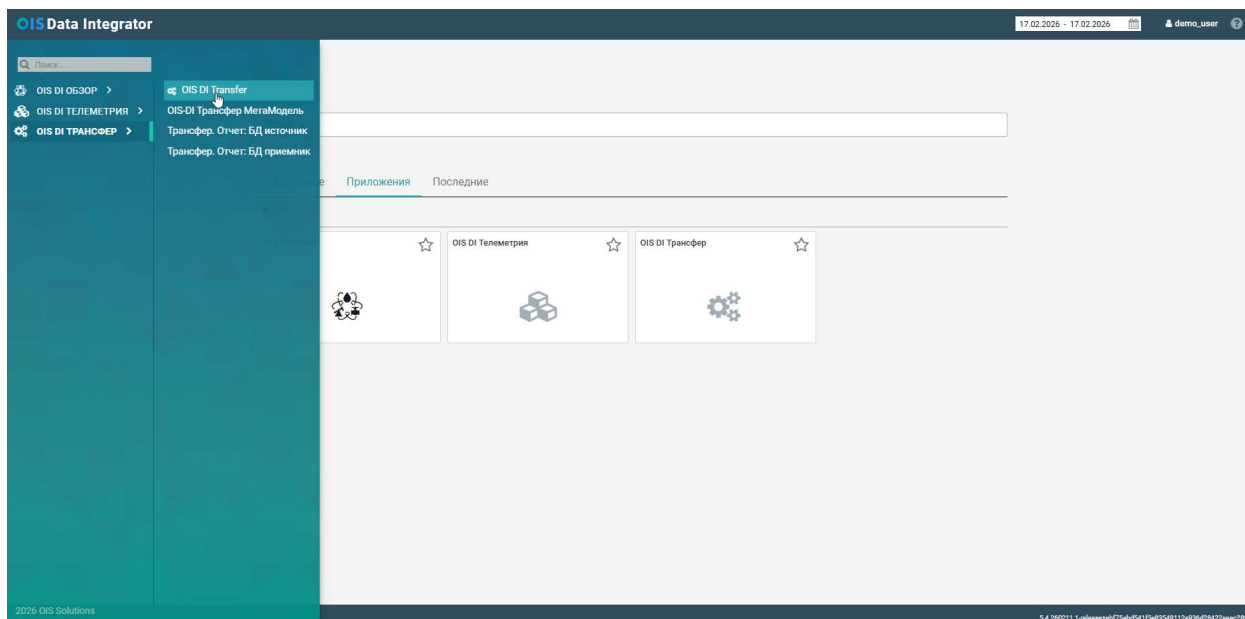 OIS Data Integrator
17.02.2026 - 17.02.2026
demo_user
Поиск...
OIS DI ОБЗОР >
OIS DI ТЕЛЕМЕТРИЯ >
OIS DI ТРАНСФЕР >
OIS DI Transfer
OIS-DI Трансфер МетаМодель
Трансфер. Отчет: БД источник
Трансфер. Отчет: БД приемник
Приложения
Последние
OIS DI Телеметрия
OIS DI Трансфер
2026 OIS Solutions